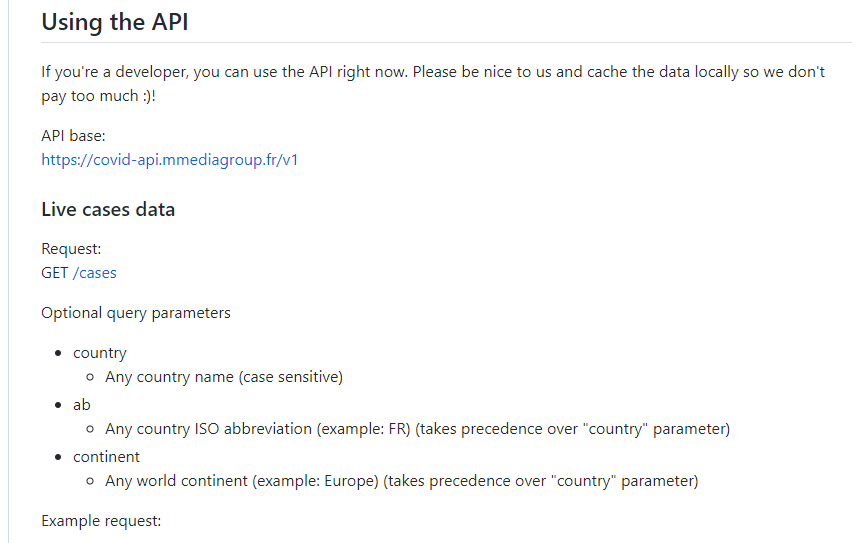 Using the API
If you're a developer, you can use the API right now. Please be nice to us and cache the data locally so we don't
pay too much :)!
API base:
https://covid-api.mmediagroup.fr/v1
Live cases data
Request:
GET /cases
Optional query parameters
country
Any country name (case sensitive)
ab
Any country ISO abbreviation (example: FR) (takes precedence over "country" parameter)
continent
Any world continent (example: Europe) (takes precedence over "country" parameter)
Example request: